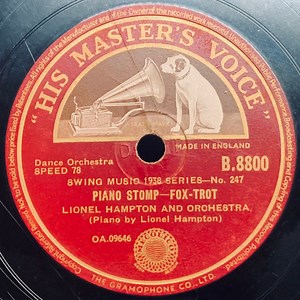 "HIS MASTER'S VOICE"
MADE IN ENGLAND
Dance Orchestra
SPEED 78
B.8800
SWING MUSIC 1938 SERIES—No. 247
PIANO STOMP—FOX-TROT
LIONEL HAMPTON AND ORCHESTRA
(Piano by Lionel Hampton)
OA.09646
THE GRAMOPHONE CO., LTD.